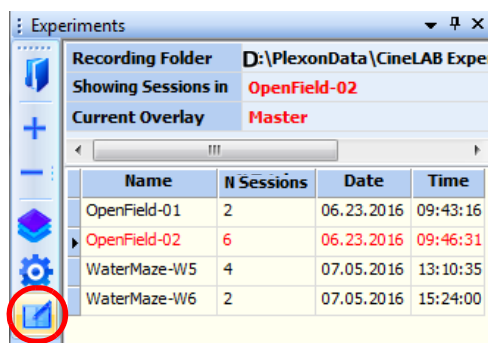 Experiments
Recording Folder D:\PlexonData\CineLAB Expe
Showing Sessions in OpenField-02
Current Overlay Master
Name N Sessions Date Time
OpenField-01 2 06.23.2016 09:43:16
OpenField-02 6 06.23.2016 09:46:31
WaterMaze-W5 4 07.05.2016 13:10:35
WaterMaze-W6 2 07.05.2016 15:24:00